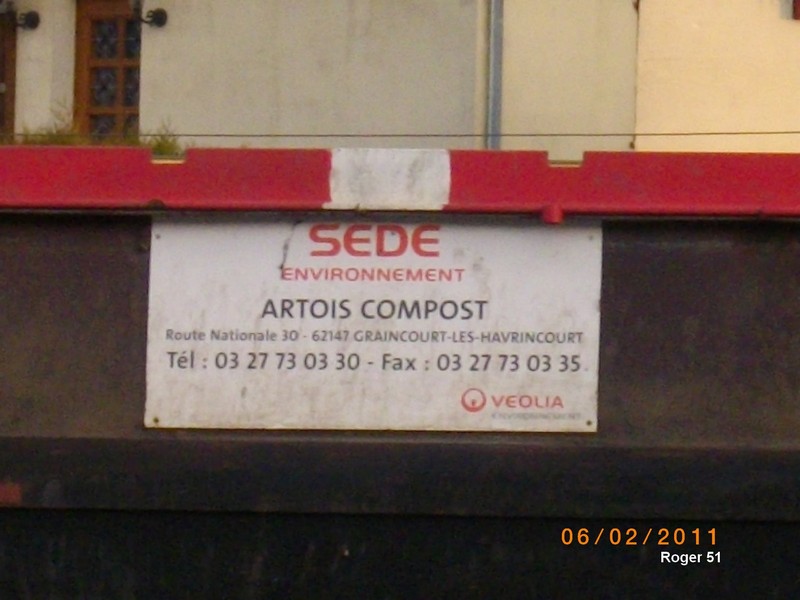 SEDE
ENVIRONNEMENT
ARTOIS COMPOST
Route Nationale 30 - 62147 GRAINCOURT-LES-HAVRINCOURT
Tél : 03 27 73 03 30 - Fax : 03 27 73 03 35
VEOLIA
ENVIRONNEMENT
06/02/2011
Roger 51